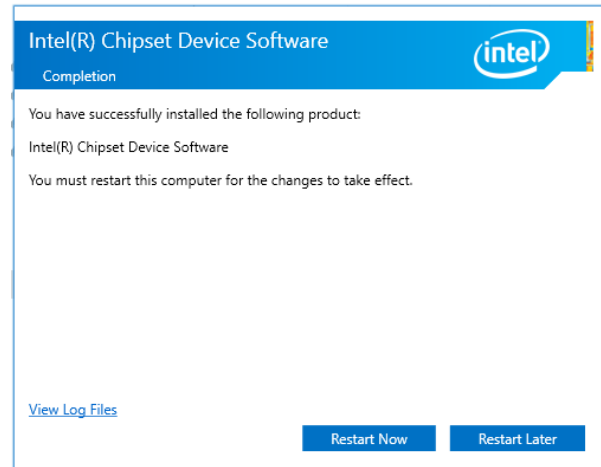 Intel(R) Chipset Device Software
intel
Completion
You have successfully installed the following product:
Intel(R) Chipset Device Software
You must restart this computer for the changes to take effect.
View Log Files
Restart Now
Restart Later